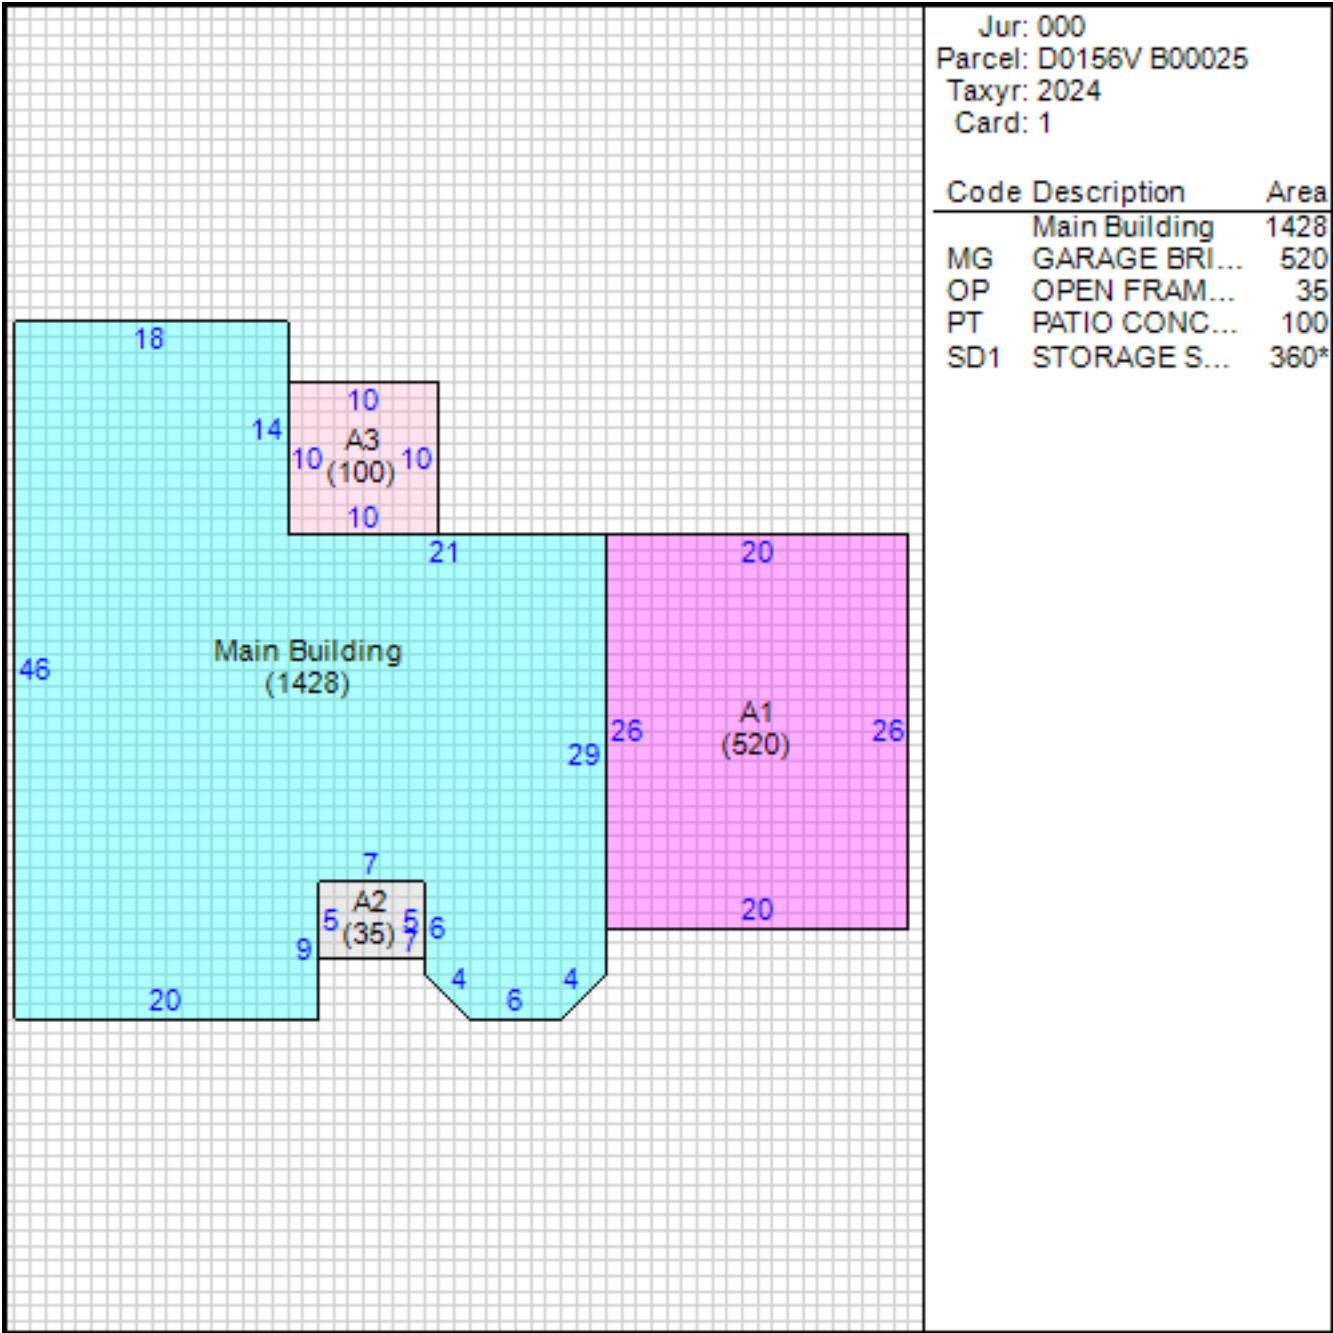 Jur: 000
Parcel: D0156V B00025
Taxyr: 2024
Card: 1
Code Description Area
Main Building 1428
MG GARAGE BRI... 520
OP OPEN FRAM... 35
PT PATIO CONC... 100
SD1 STORAGE S... 360*
18
10
14
10 A3 10
(100)
10
21
20
Main Building
(1428)
46
A1
(520)
26
26
29
7
A2
(35)
5
5
7
6
9
20
4
6
4
20